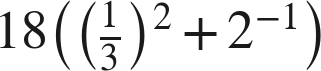 18((1/3)² + 2⁻¹)